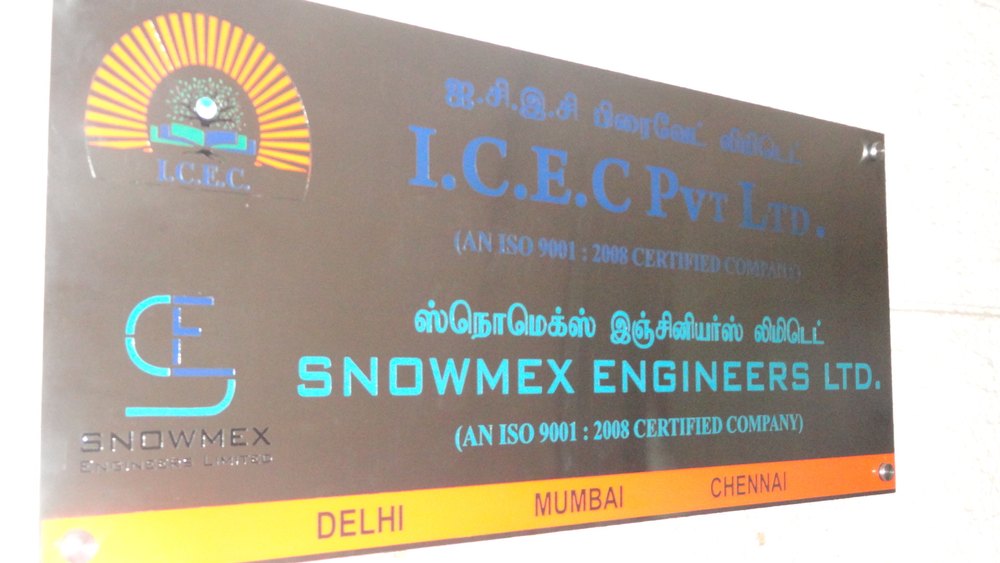 ஐ.சி.இ.சி பிரைவேட் லிமிடெட்
I.C.E.C PVT LTD.
(AN ISO 9001 : 2008 CERTIFIED COMPANY)
I.C.E.C.
ஸ்நொமெக்ஸ் இஞ்சினியர்ஸ் லிமிடெட்
SNOWMEX ENGINEERS LTD.
(AN ISO 9001 : 2008 CERTIFIED COMPANY)
SE
SNOWMEX
ENGINEERS LIMITED
DELHI MUMBAI CHENNAI